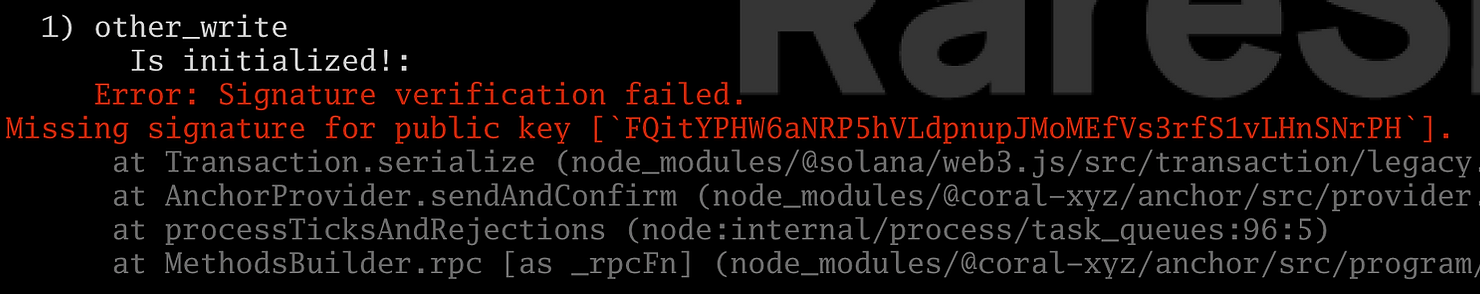 1) other_write
Is initialized!:
Error: Signature verification failed.
Missing signature for public key [`FQitYPHW6aNRP5hVLdpnupJMoMEfVs3rfS1vLHnSNrPH`].
at Transaction.serialize (node_modules/@solana/web3.js/src/transaction/legacy.
at AnchorProvider.sendAndConfirm (node_modules/@coral-xyz/anchor/src/provider.
at processTicksAndRejections (node:internal/process/task_queues:96:5)
at MethodsBuilder.rpc [as _rpcFn] (node_modules/@coral-xyz/anchor/src/program/